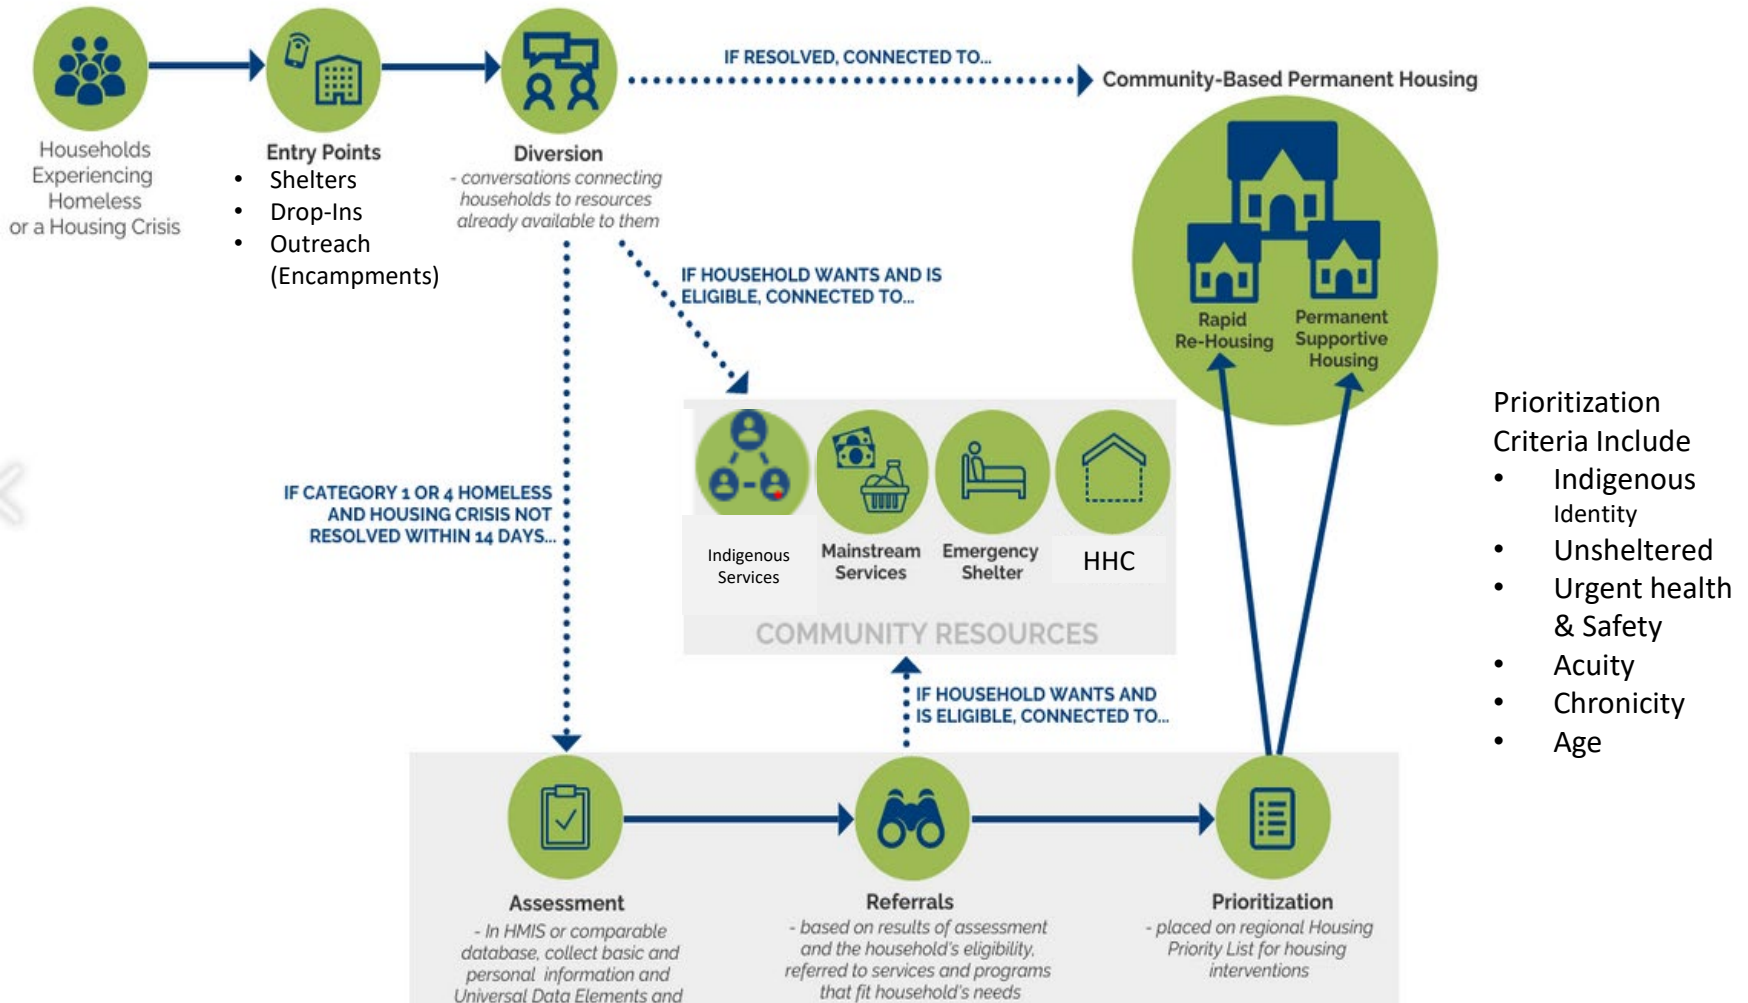 Households
Experiencing
Homeless
or a Housing Crisis
Entry Points
• Shelters
• Drop-Ins
• Outreach
(Encampments)
Diversion
- conversations connecting
households to resources
already available to them
IF RESOLVED, CONNECTED TO...
Community-Based Permanent Housing
Rapid
Re-Housing
Permanent
Supportive
Housing
IF HOUSEHOLD WANTS AND IS
ELIGIBLE, CONNECTED TO...
IF CATEGORY 1 OR 4 HOMELESS
AND HOUSING CRISIS NOT
RESOLVED WITHIN 14 DAYS...
Indigenous
Services
Mainstream
Services
Emergency
Shelter
HHC
COMMUNITY RESOURCES
IF HOUSEHOLD WANTS AND
IS ELIGIBLE, CONNECTED TO...
Prioritization
Criteria Include
• Indigenous
Identity
• Unsheltered
• Urgent health
& Safety
• Acuity
• Chronicity
• Age
Assessment
- In HMIS or comparable
database, collect basic and
personal information and
Universal Data Elements and
Referrals
- based on results of assessment
and the household's eligibility,
referred to services and programs
that fit household's needs
Prioritization
- placed on regional Housing
Priority List for housing
interventions